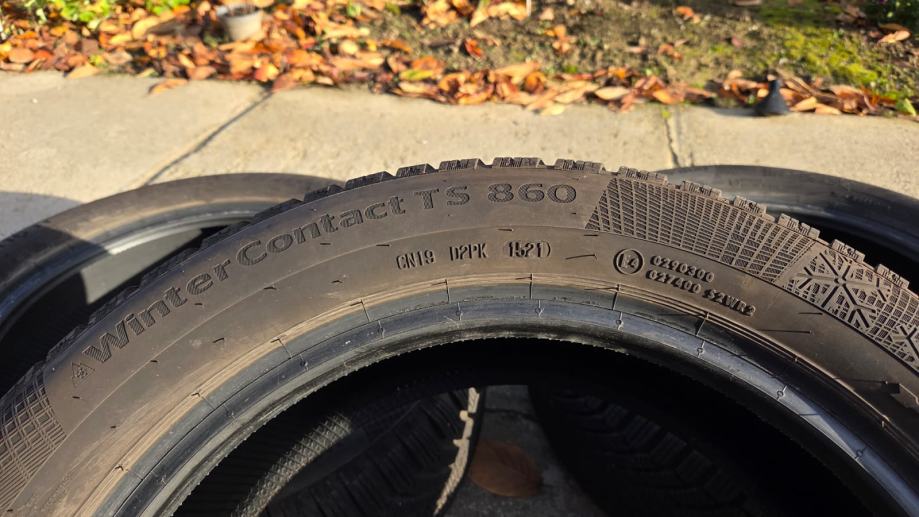 WinterContact TS 860
CN19 D2PK (1521)
E4 0290300
027400 S2WR2